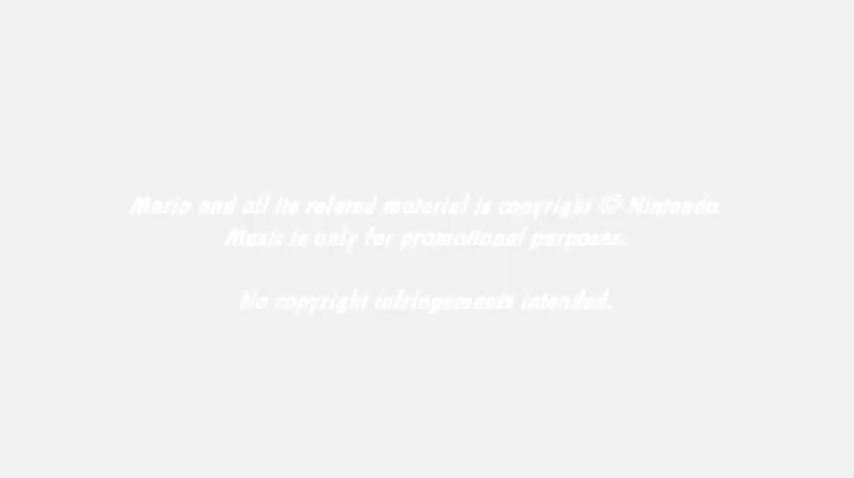 Mario and all its related material is copyright © Nintendo.
Music is only for promotional purposes.
No copyright infringements intended.